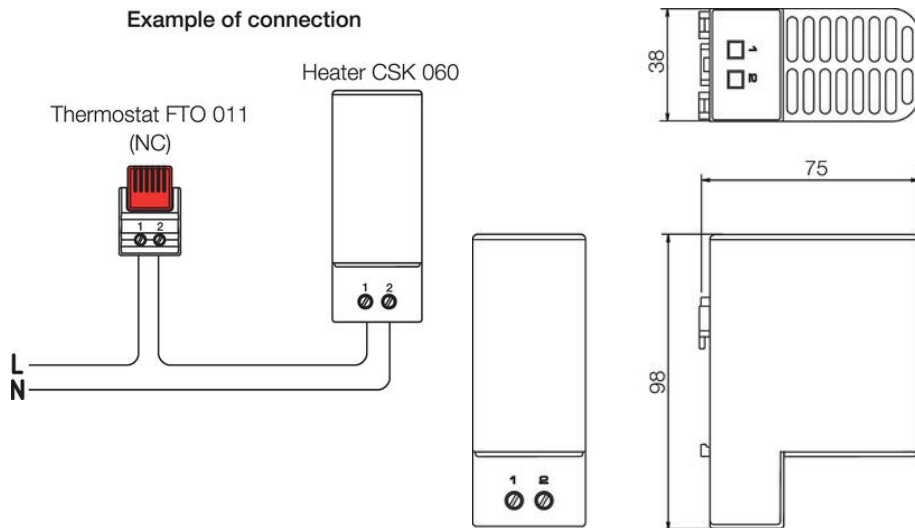 Example of connection
Heater CSK 060
Thermostat FTO 011
(NC)
1 2
1 2
L
N
1 2
38
1
2
75
98